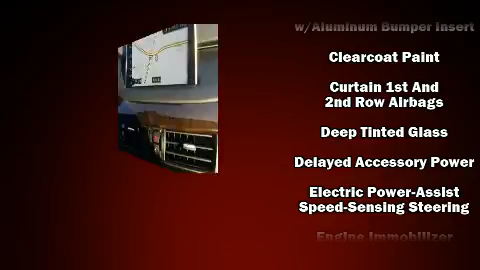 w/Aluminum Bumper Insert
Clearcoat Paint
Curtain 1st And
2nd Row Airbags
Deep Tinted Glass
Delayed Accessory Power
Electric Power-Assist
Speed-Sensing Steering
Engine Immobilizer